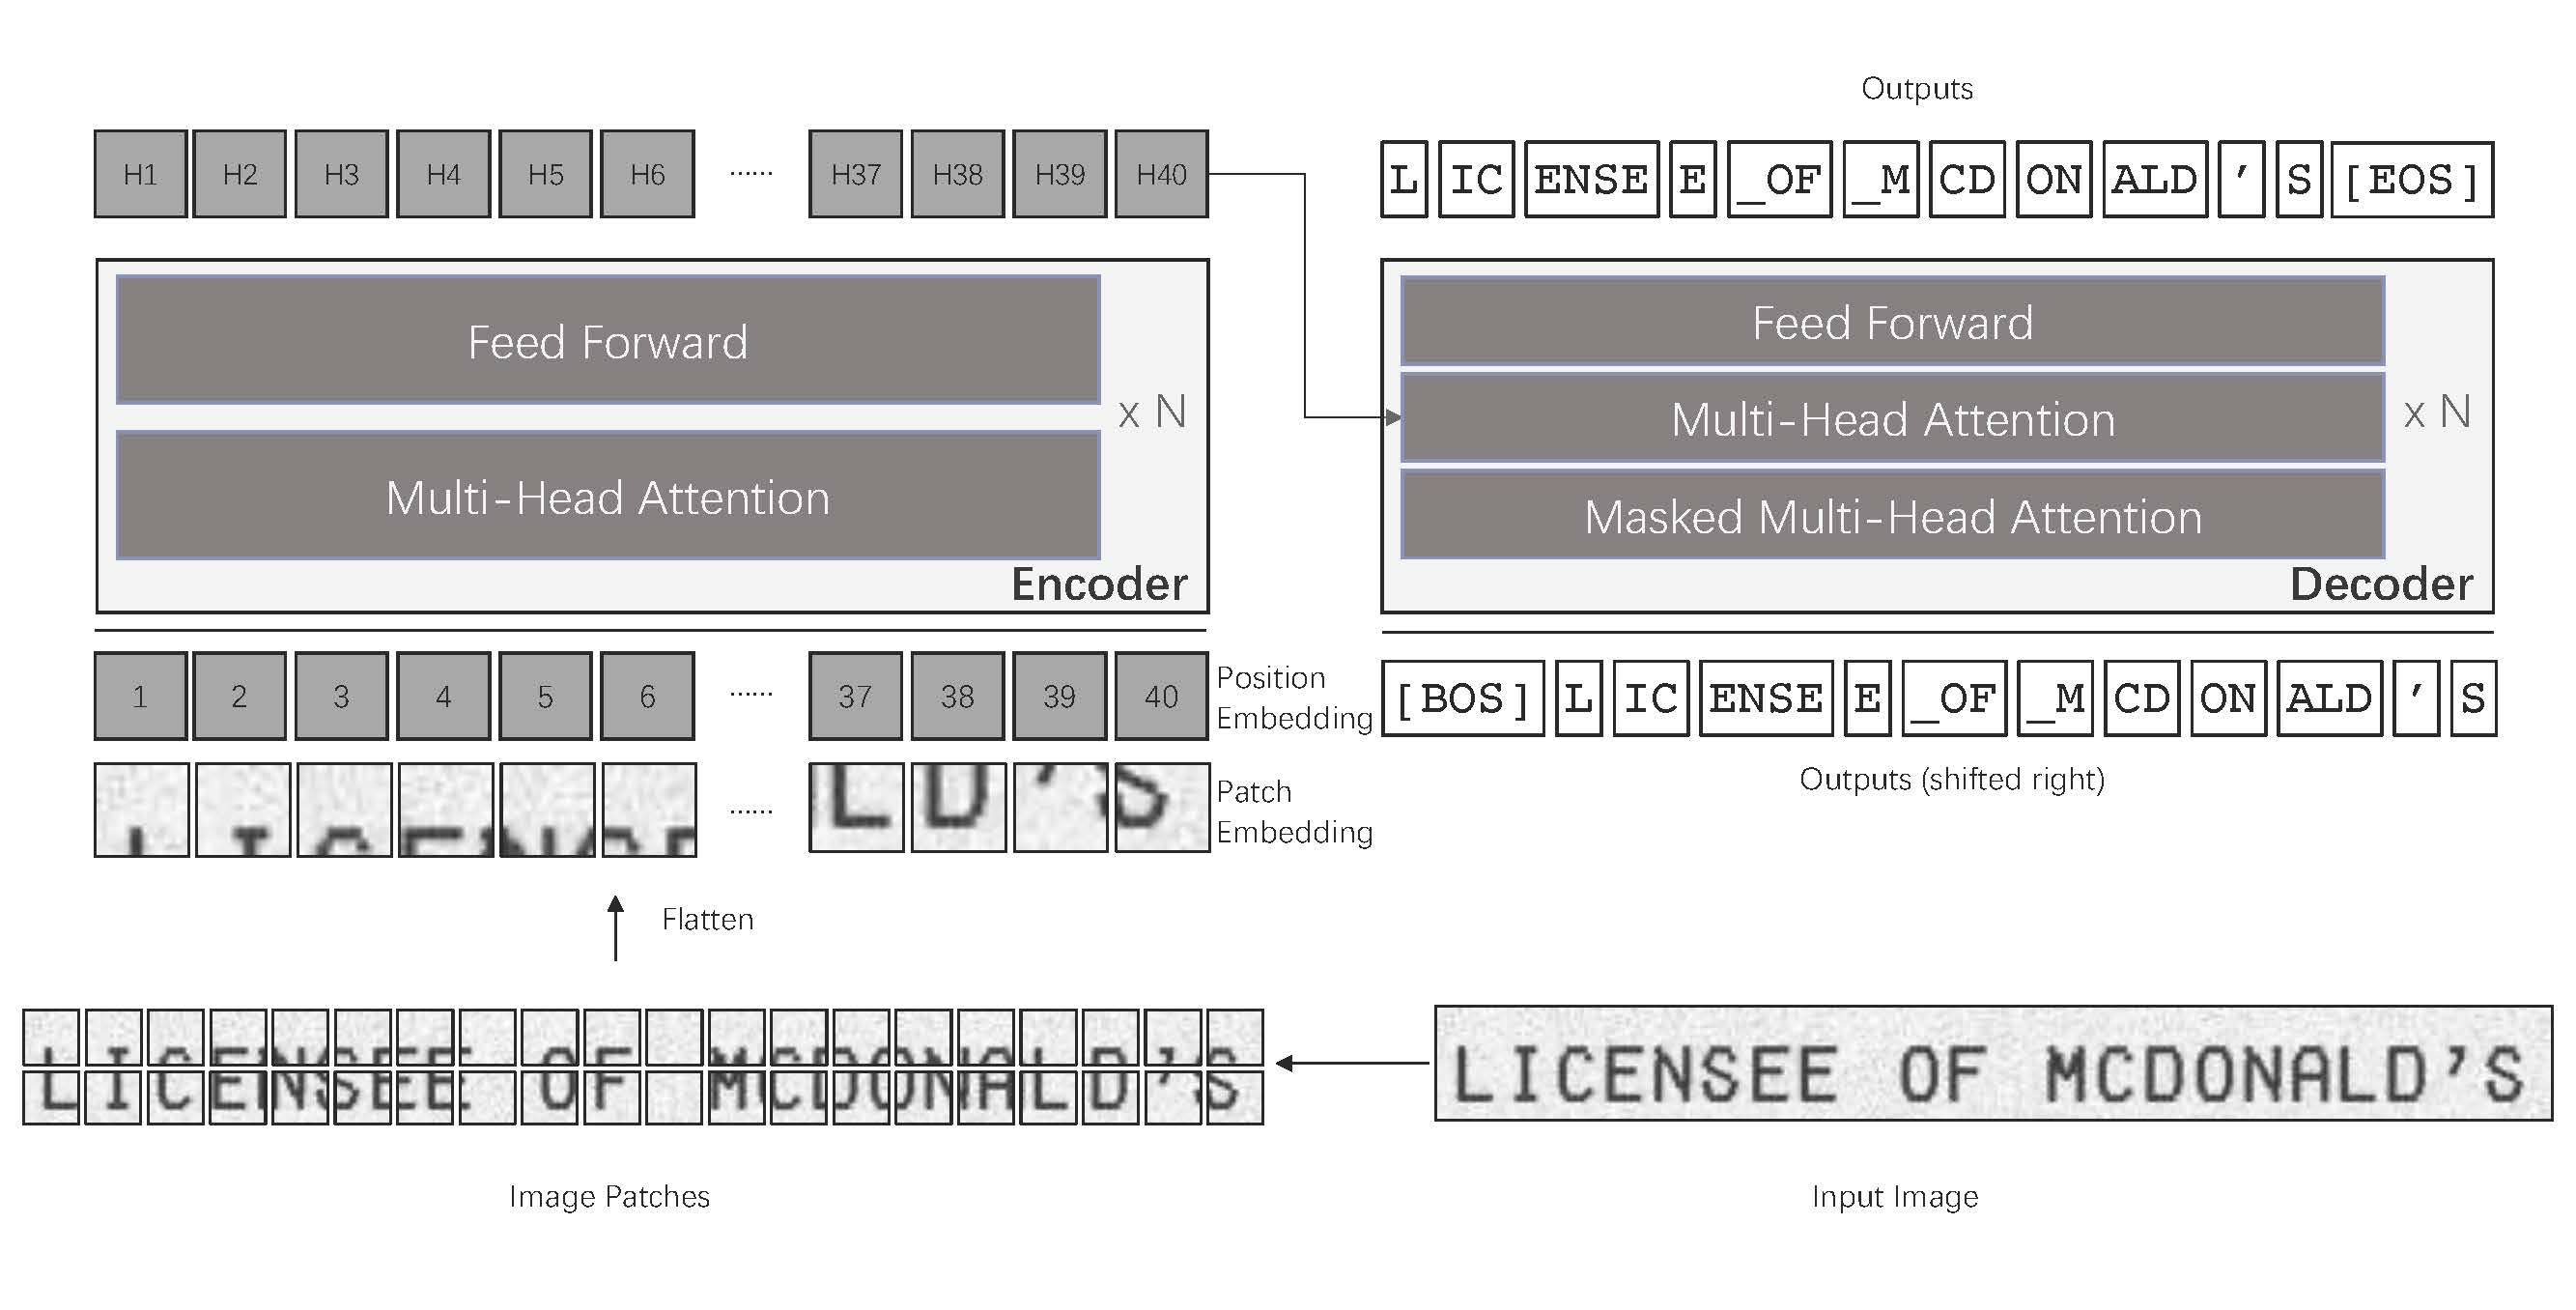 Outputs
H1 H2 H3 H4 H5 H6 ...... H37 H38 H39 H40
L IC ENSE E _OF _M CD ON ALD ' S [EOS]
Feed Forward
Multi-Head Attention
x N
Encoder
Feed Forward
Multi-Head Attention
Masked Multi-Head Attention
x N
Decoder
1 2 3 4 5 6 ...... 37 38 39 40
Position
Embedding
[BOS] L IC ENSE E _OF _M CD ON ALD ' S
Outputs (shifted right)
LICENSE ...... LD'S
Patch
Embedding
Flatten
LICENSEE OF MCDONALD'S
Image Patches
LICENSEE OF MCDONALD'S
Input Image